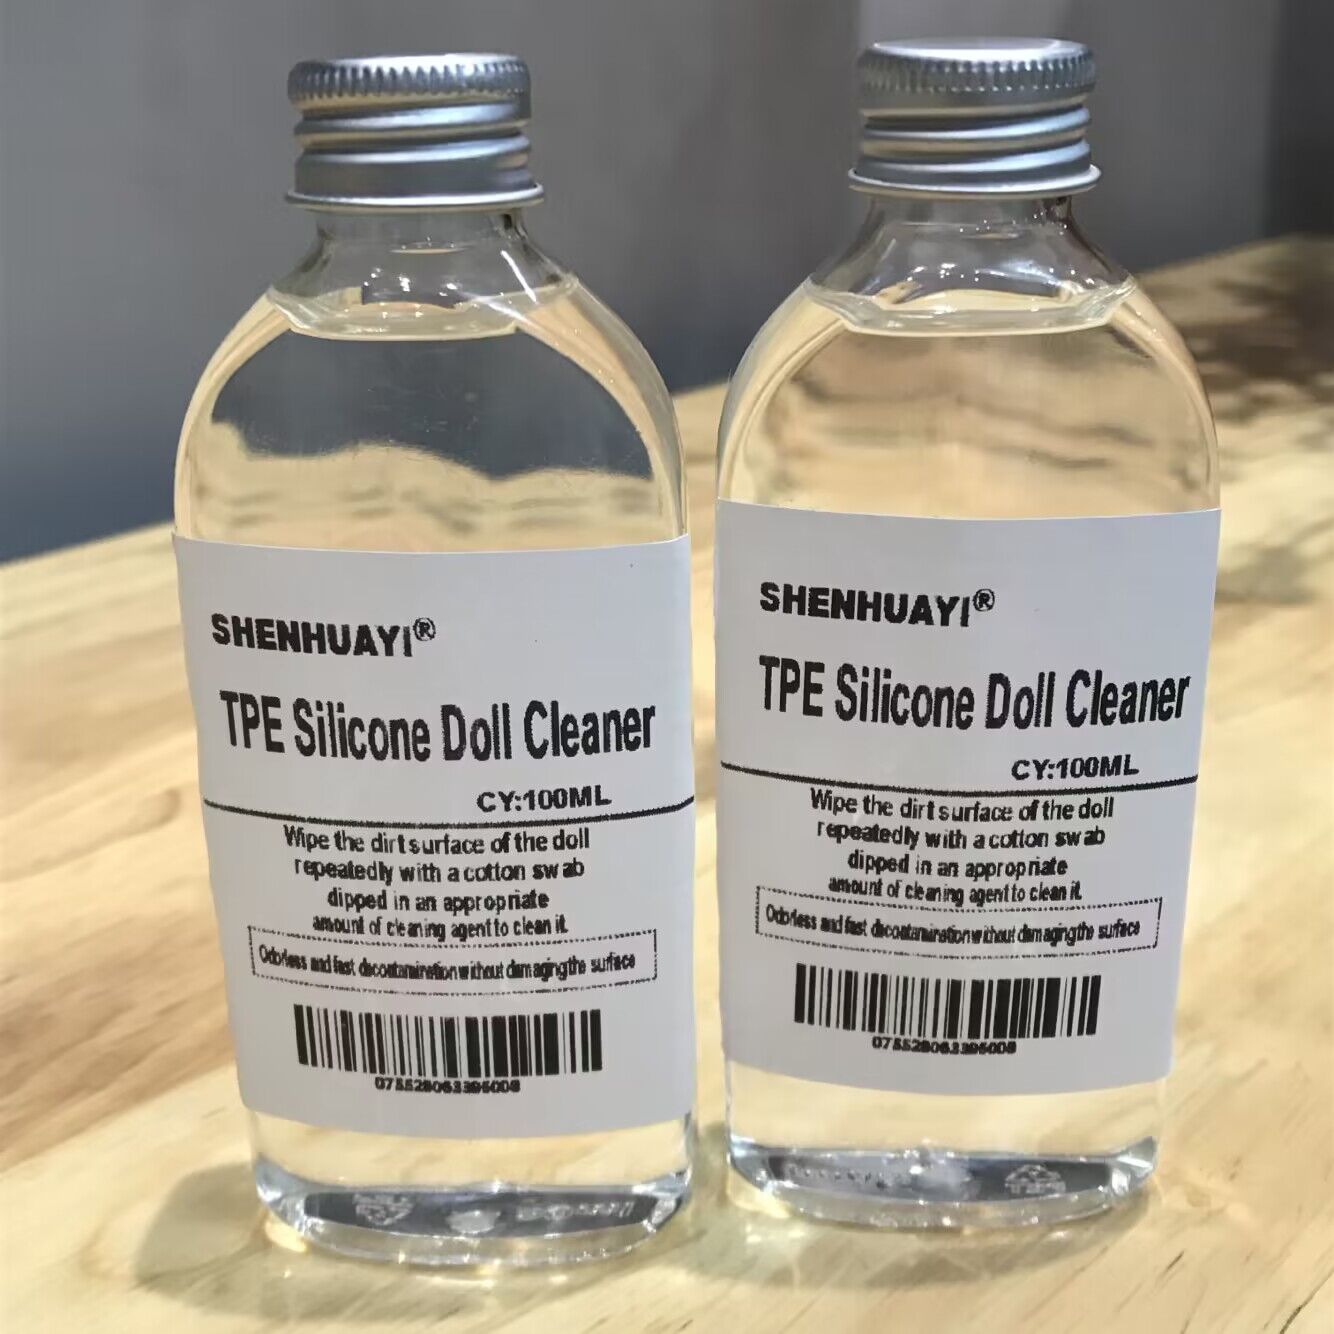 SHENHUAYI®
TPE Silicone Doll Cleaner
CY:100ML
Wipe the dirt surface of the doll
repeatedly with a cotton swab
dipped in an appropriate
amount of cleaning agent to clean it.
Odorless and fast decontamination without damaging the surface
SHENHUAYI®
TPE Silicone Doll Cleaner
CY:100ML
Wipe the dirt surface of the doll
repeatedly with a cotton swab
dipped in an appropriate
amount of cleaning agent to clean it.
Odorless and fast decontamination without damaging the surface